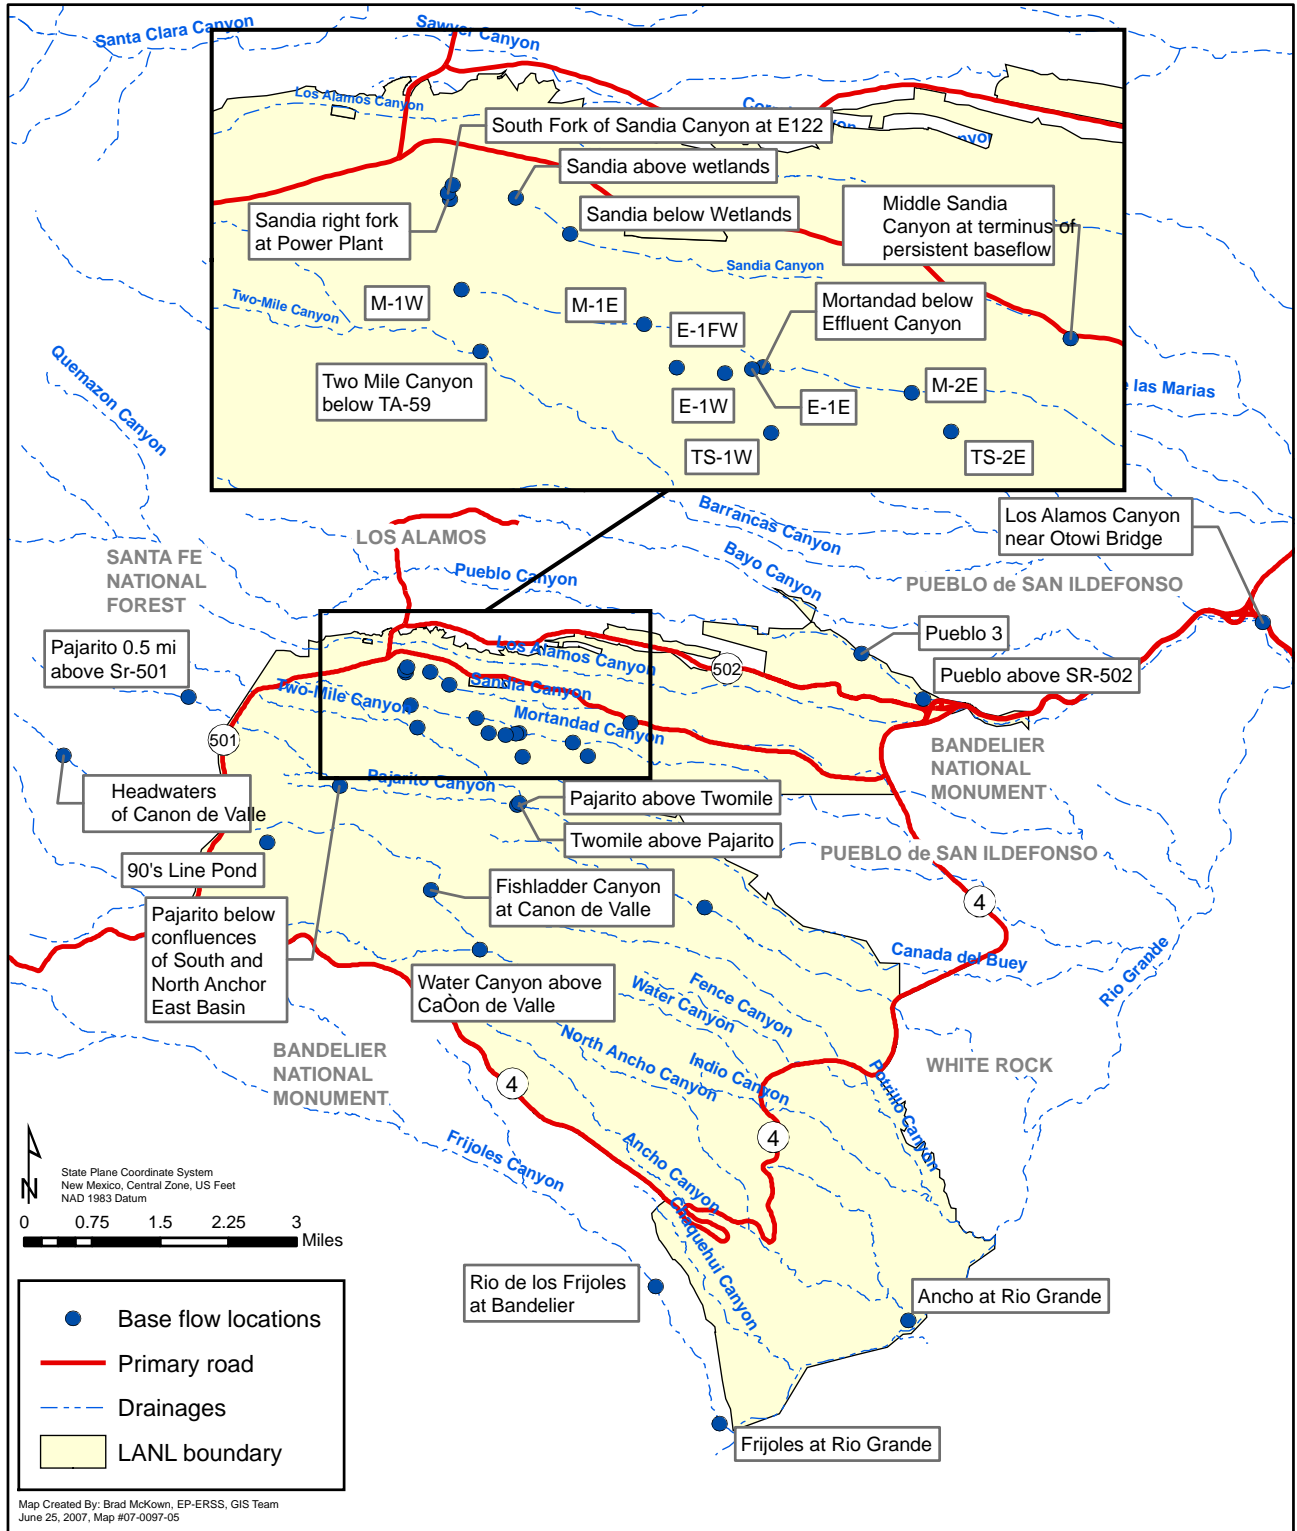 Santa Clara Canyon
Sawyer Canyon
Los Alamos Canyon
South Fork of Sandia Canyon at E122
Sandia above wetlands
Sandia right fork
at Power Plant
Sandia below Wetlands
Middle Sandia
Canyon at terminus of
persistent baseflow
Sandia Canyon
Two-Mile Canyon
M-1W
M-1E
E-1FW
Mortandad below
Effluent Canyon
Two Mile Canyon
below TA-59
E-1W
E-1E
M-2E
TS-1W
TS-2E
las Marias
Quemazon Canyon
Barrancas Canyon
Bayo Canyon
Pueblo Canyon
LOS ALAMOS
SANTA FE
NATIONAL
FOREST
Los Alamos Canyon
near Otowi Bridge
PUEBLO de SAN ILDEFONSO
Pueblo 3
Pueblo above SR-502
Pajarito 0.5 mi
above Sr-501
Los Alamos Canyon
502
Sandia Canyon
Two-Mile Canyon
Mortandad Canyon
501
BANDELIER
NATIONAL
MONUMENT
Pajarito Canyon
Headwaters
of Canon de Valle
Pajarito above Twomile
Twomile above Pajarito
PUEBLO de SAN ILDEFONSO
90's Line Pond
Fishladder Canyon
at Canon de Valle
4
Pajarito below
confluences
of South and
North Anchor
East Basin
Canada del Buey
Rio Grande
Water Canyon above
CaÒon de Valle
Fence Canyon
Water Canyon
North Ancho Canyon
Indio Canyon
Potrillo Canyon
WHITE ROCK
BANDELIER
NATIONAL
MONUMENT
4
4
Frijoles Canyon
Ancho Canyon
Chaquehui Canyon
N
State Plane Coordinate System
New Mexico, Central Zone, US Feet
NAD 1983 Datum
0 0.75 1.5 2.25 3
Miles
Rio de los Frijoles
at Bandelier
Ancho at Rio Grande
Frijoles at Rio Grande
Base flow locations
Primary road
Drainages
LANL boundary
Map Created By: Brad McKown, EP-ERSS, GIS Team
June 25, 2007, Map #07-0097-05